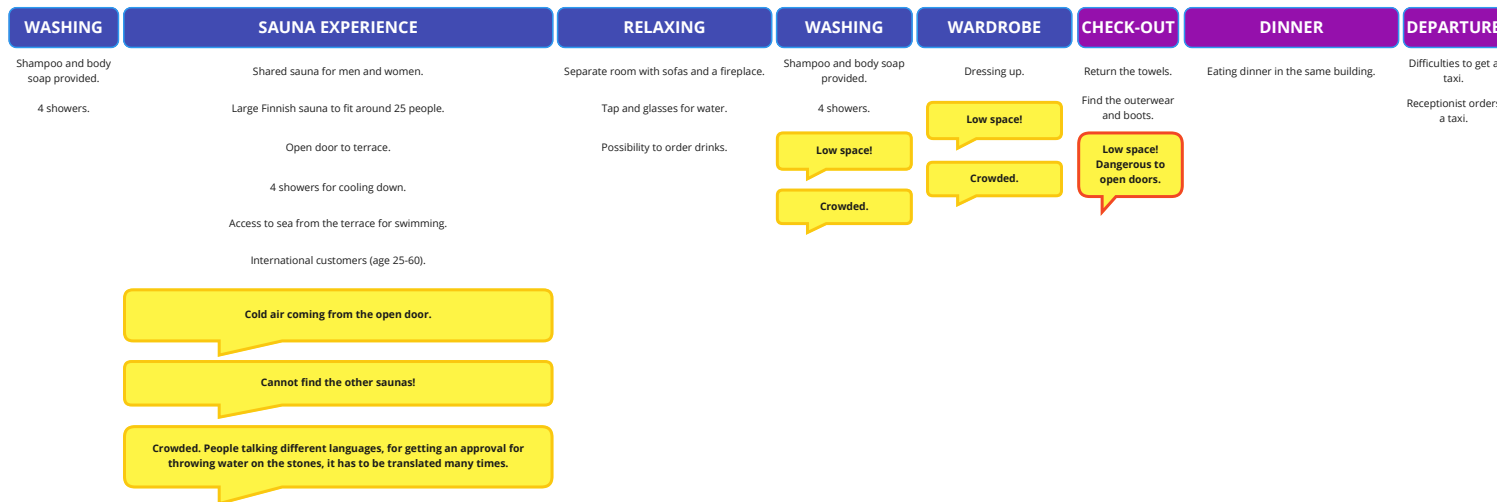 WASHING
Shampoo and body
soap provided.
4 showers.
SAUNA EXPERIENCE
Shared sauna for men and women.
Large Finnish sauna to fit around 25 people.
Open door to terrace.
4 showers for cooling down.
Access to sea from the terrace for swimming.
International customers (age 25-60).
Cold air coming from the open door.
Cannot find the other saunas!
Crowded. People talking different languages, for getting an approval for
throwing water on the stones, it has to be translated many times.
RELAXING
Separate room with sofas and a fireplace.
Tap and glasses for water.
Possibility to order drinks.
WASHING
Shampoo and body soap
provided.
4 showers.
Low space!
Crowded.
WARDROBE
Dressing up.
Low space!
Crowded.
CHECK-OUT
Return the towels.
Find the outerwear
and boots.
Low space!
Dangerous to
open doors.
DINNER
Eating dinner in the same building.
DEPARTURE
Difficulties to get a
taxi.
Receptionist orders
a taxi.